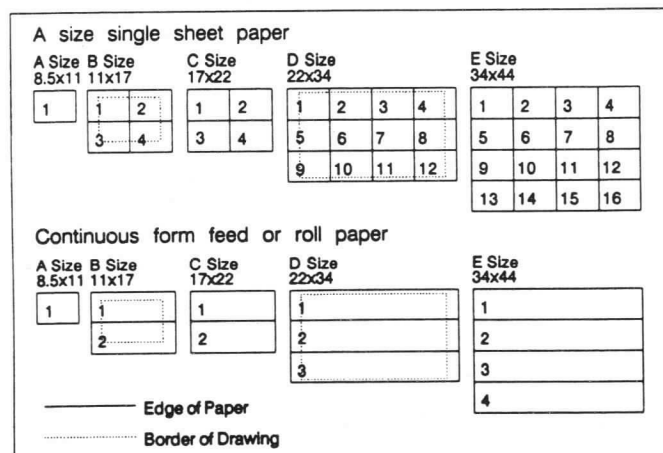 A size single sheet paper
A Size B Size C Size D Size E Size
8.5x11 11x17 17x22 22x34 34x44
1 1 2 1 2 1 2 3 4 1 2 3 4
3 4 3 4 5 6 7 8 5 6 7 8
9 10 11 12 9 10 11 12
13 14 15 16
Continuous form feed or roll paper
A Size B Size C Size D Size E Size
8.5x11 11x17 17x22 22x34 34x44
1 1 1 1 1
2 2 2 2
3 3
4
Edge of Paper
Border of Drawing